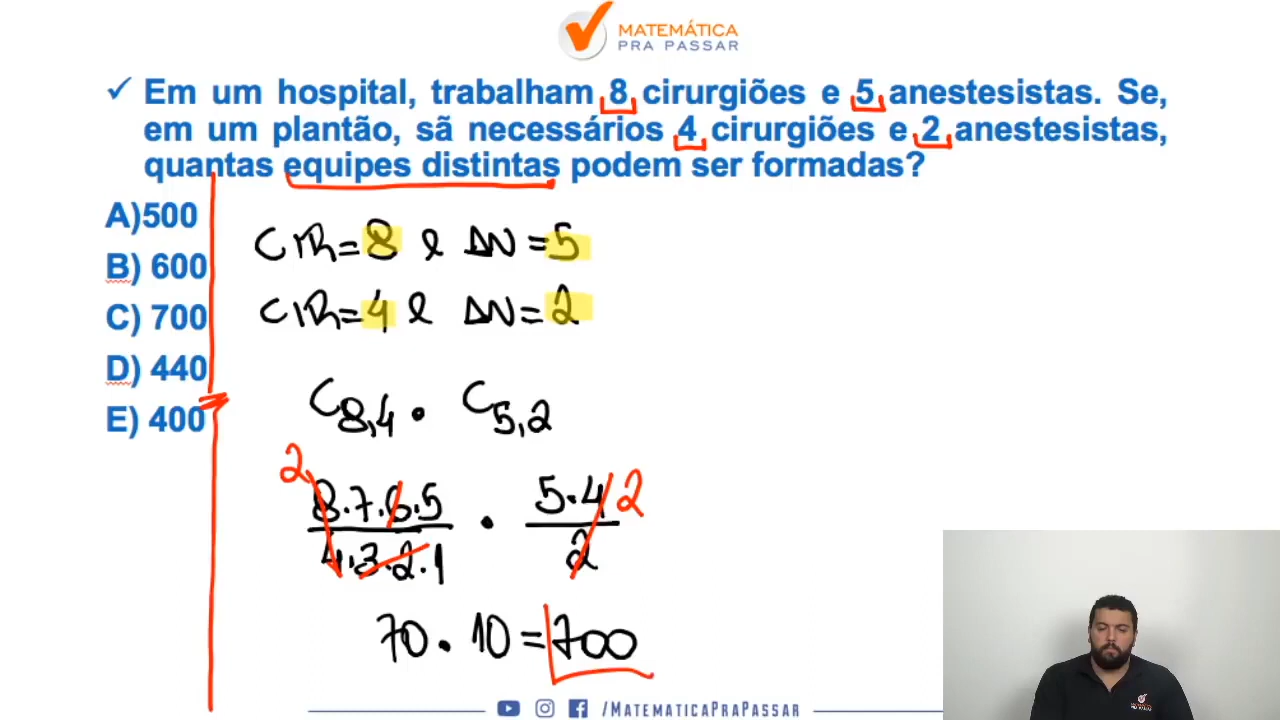 MATEMÁTICA
PRA PASSAR
✓ Em um hospital, trabalham 8 cirurgiões e 5 anestesistas. Se,
em um plantão, sã necessários 4 cirurgiões e 2 anestesistas,
quantas equipes distintas podem ser formadas?
A)500
B) 600
C) 700
D) 440
E) 400
CIR=8 e AN=5
CIR=4 e AN=2
C8,4 . C5,2
2 8.7.6.5 . 5.4 2
4.3.2.1 2
70 . 10 = 700
/MatematicaPraPassar